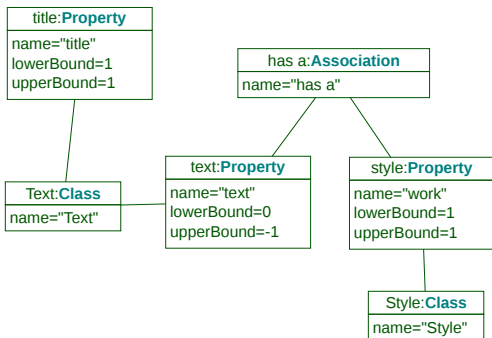 title:Property
name="title"
lowerBound=1
upperBound=1
has a:Association
name="has a"
text:Property
name="text"
lowerBound=0
upperBound=-1
style:Property
name="work"
lowerBound=1
upperBound=1
Text:Class
name="Text"
Style:Class
name="Style"